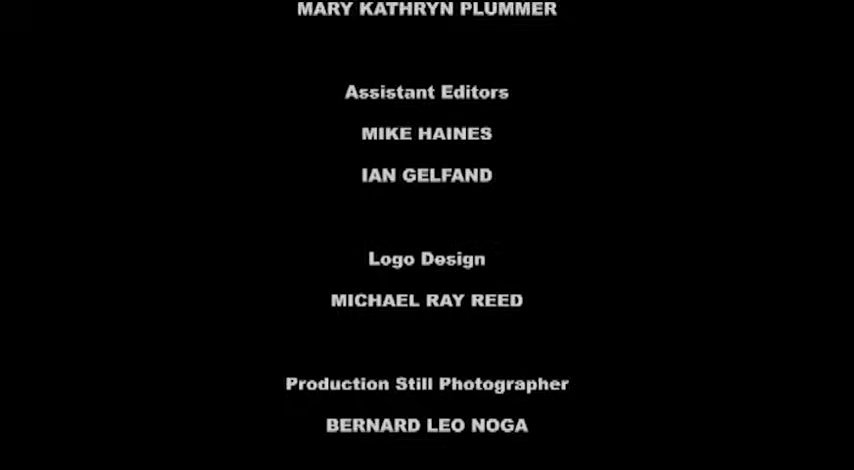 MARY KATHRYN PLUMMER
Assistant Editors
MIKE HAINES
IAN GELFAND
Logo Design
MICHAEL RAY REED
Production Still Photographer
BERNARD LEO NOGA